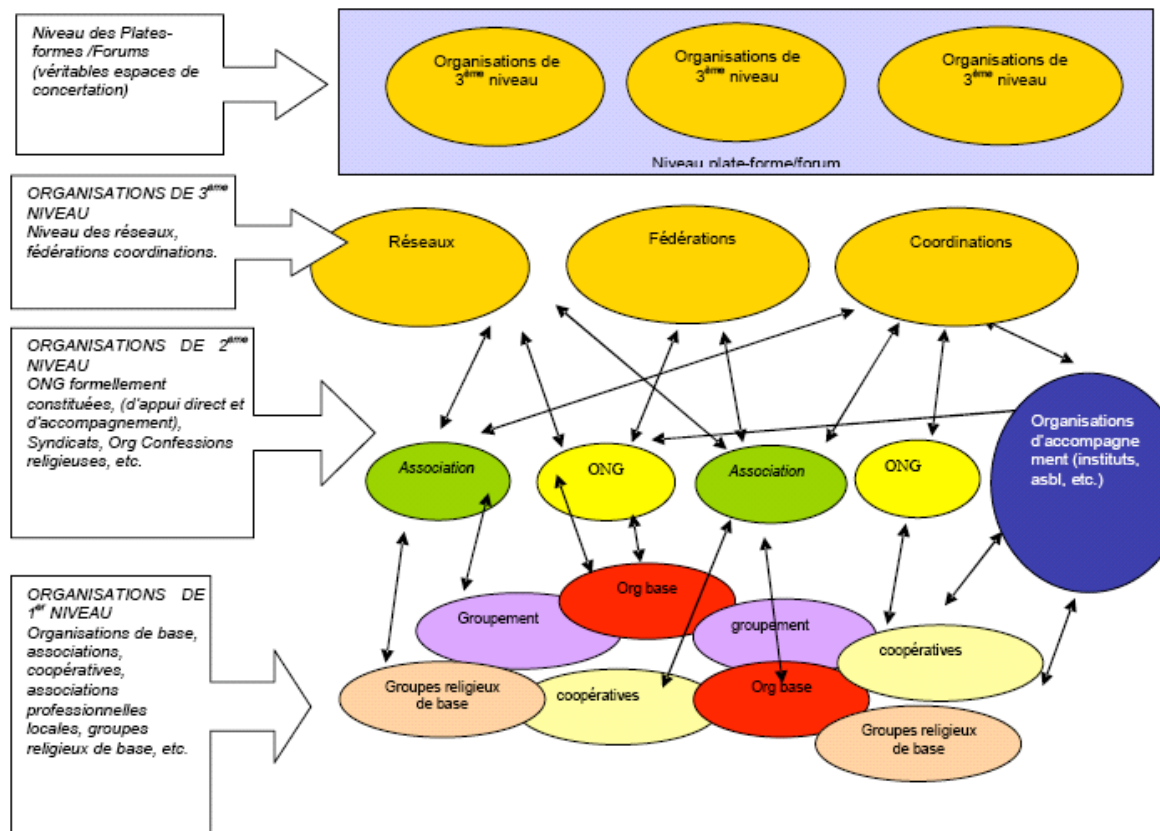 Niveau des Plates-
formes /Forums
(véritables espaces de
concertation)
Organisations de
3ème niveau
Organisations de
3ème niveau
Organisations de
3ème niveau
Niveau plate-forme/forum
ORGANISATIONS DE 3ème
NIVEAU
Niveau des réseaux,
fédérations coordinations.
Réseaux
Fédérations
Coordinations
ORGANISATIONS DE 2ème
NIVEAU
ONG formellement
constituées, (d'appui direct et
d'accompagnement),
Syndicats, Org Confessions
religieuses, etc.
Association
ONG
Association
ONG
Organisations
d'accompagne
ment (instituts,
asbl, etc.)
ORGANISATIONS DE
1er NIVEAU
Organisations de base,
associations,
coopératives,
associations
professionnelles
locales, groupes
religieux de base, etc.
Org base
Groupement
groupement
coopératives
Groupes religieux
de base
coopératives
Org base
Groupes religieux
de base